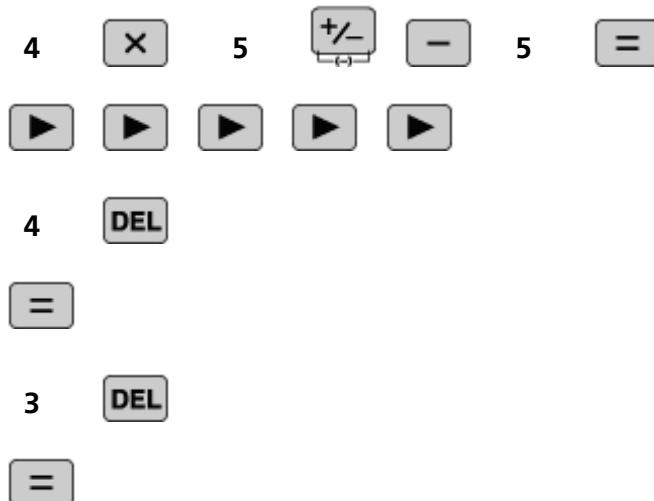 4 × 5 +/− (−) − 5 =
▶ ▶ ▶ ▶ ▶
4 DEL
=
3 DEL
=